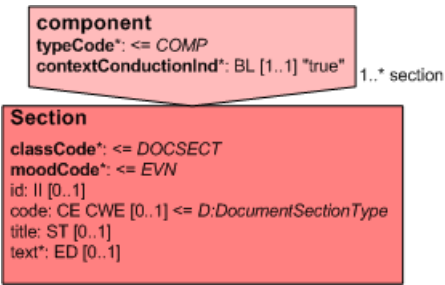 component
typeCode*: <= COMP
contextConductionInd*: BL [1..1] "true"
1..* section
Section
classCode*: <= DOCSECT
moodCode*: <= EVN
id: II [0..1]
code: CE CWE [0..1] <= D:DocumentSectionType
title: ST [0..1]
text*: ED [0..1]